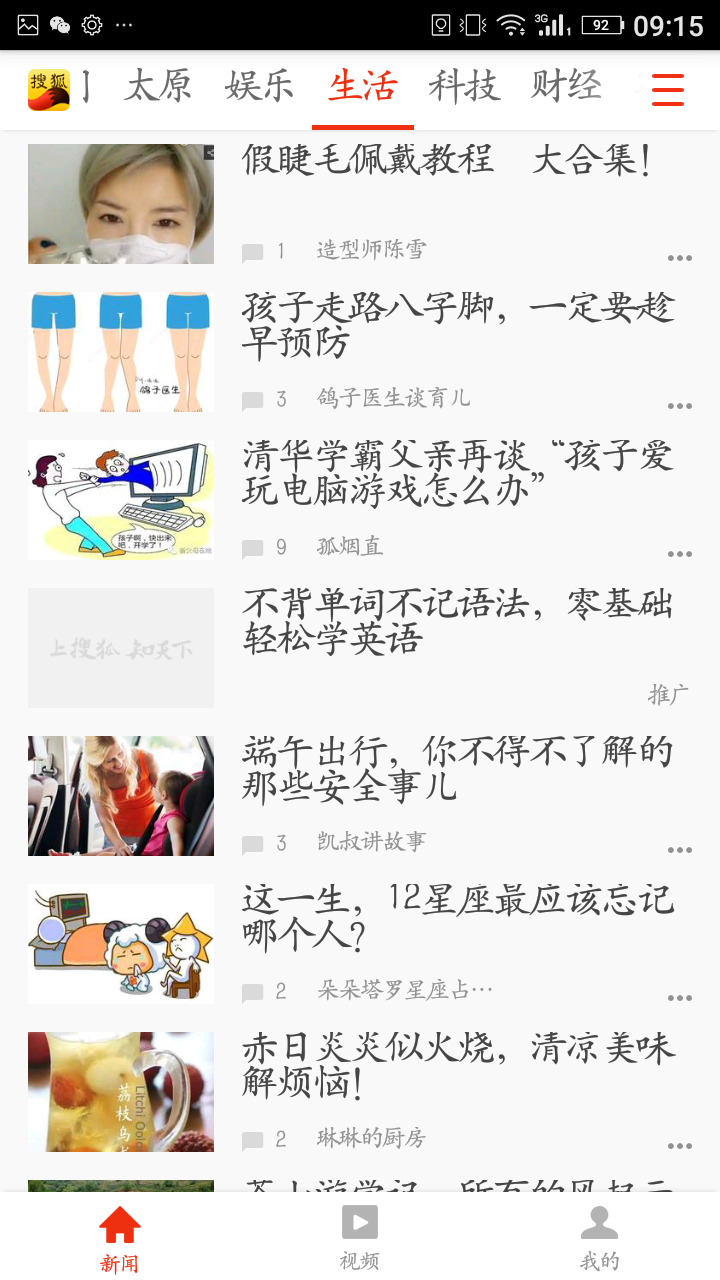 3G 1 92 09:15
搜狐 太原 娱乐 生活 科技 财经
假睫毛佩戴教程 大合集!
1 造型师陈雪
孩子走路八字脚，一定要趁
早预防
鸽子医生
3 鸽子医生谈育儿
清华学霸父亲再谈“孩子爱
玩电脑游戏怎么办”
孩子啊，快出来
吧，开学了！
9 孤烟直
不背单词不记语法，零基础
轻松学英语
上搜狐 知天下
推广
端午出行，你不得不了解的
那些安全事儿
3 凯叔讲故事
这一生，12星座最应该忘记
哪个人?
2 朵朵塔罗星座占…
赤日炎炎似火烧，清凉美味
解烦恼!
荔枝乌
Litchi
2 琳琳的厨房
新闻 视频 我的